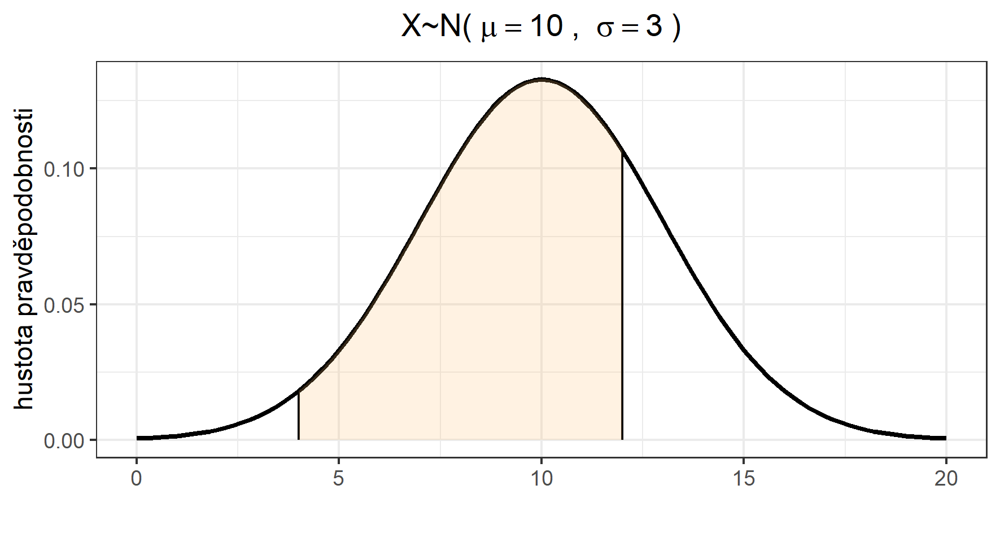 X~N( μ = 10 , σ = 3 )
hustota pravděpodobnosti
0.10
0.05
0.00
0 5 10 15 20